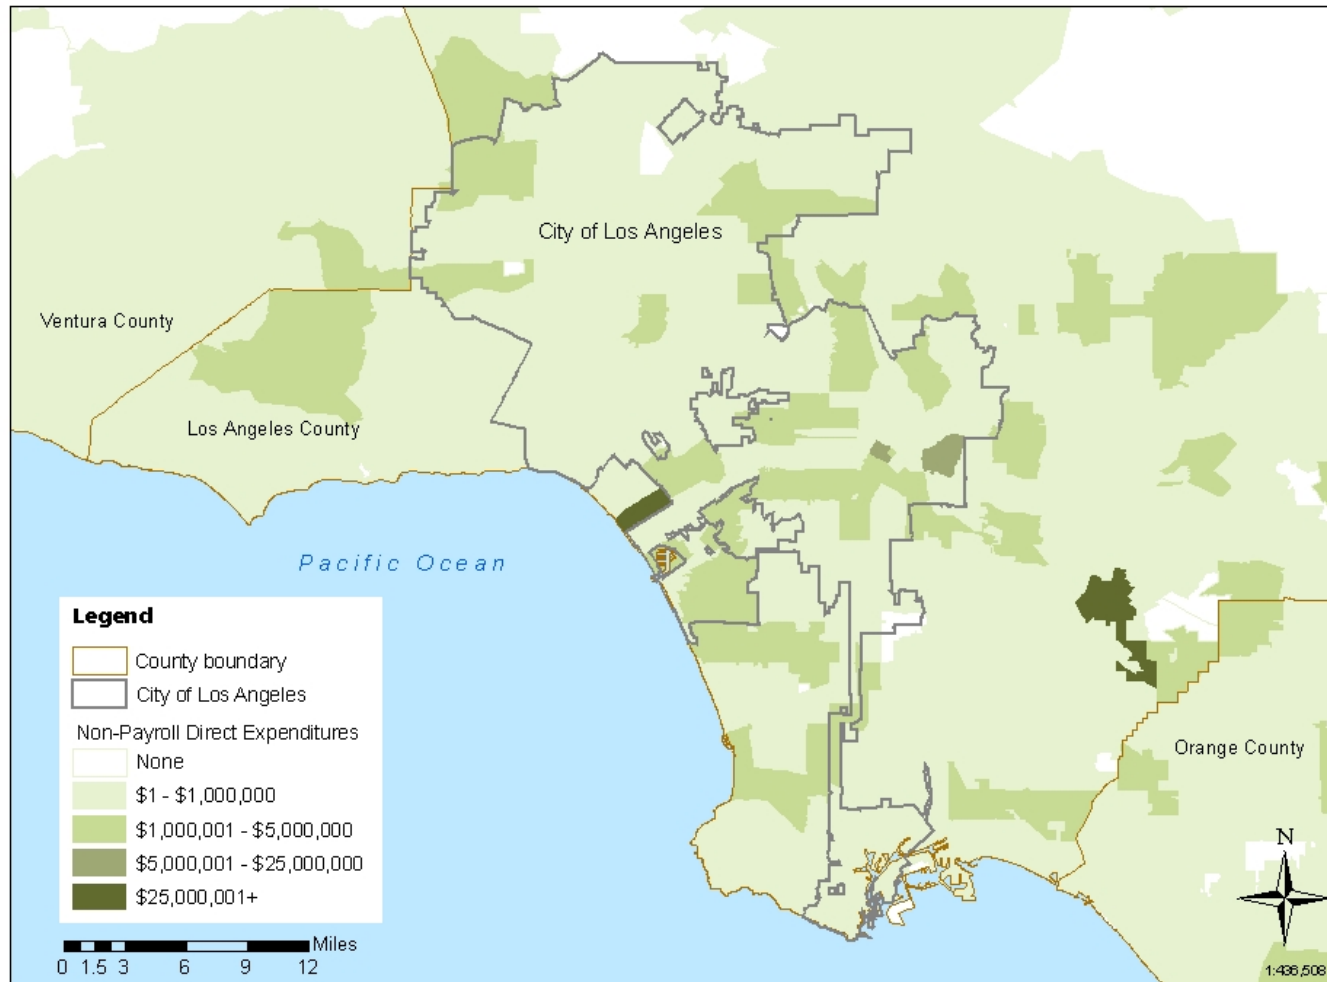 City of Los Angeles
Ventura County
Los Angeles County
Pacific Ocean
Legend
County boundary
City of Los Angeles
Non-Payroll Direct Expenditures
None
$1 - $1,000,000
$1,000,001 - $5,000,000
$5,000,001 - $25,000,000
$25,000,001+
Orange County
N
Miles
0 1.5 3 6 9 12
1:436,508